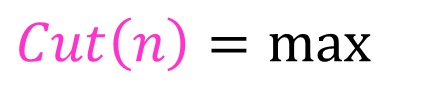 Cut(n) = max